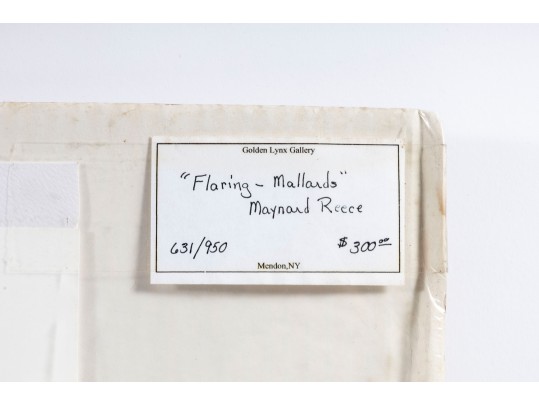 Golden Lynx Gallery
"Flaring - Mallards"
Maynard Reece
631/950 $300.00
Mendon,NY